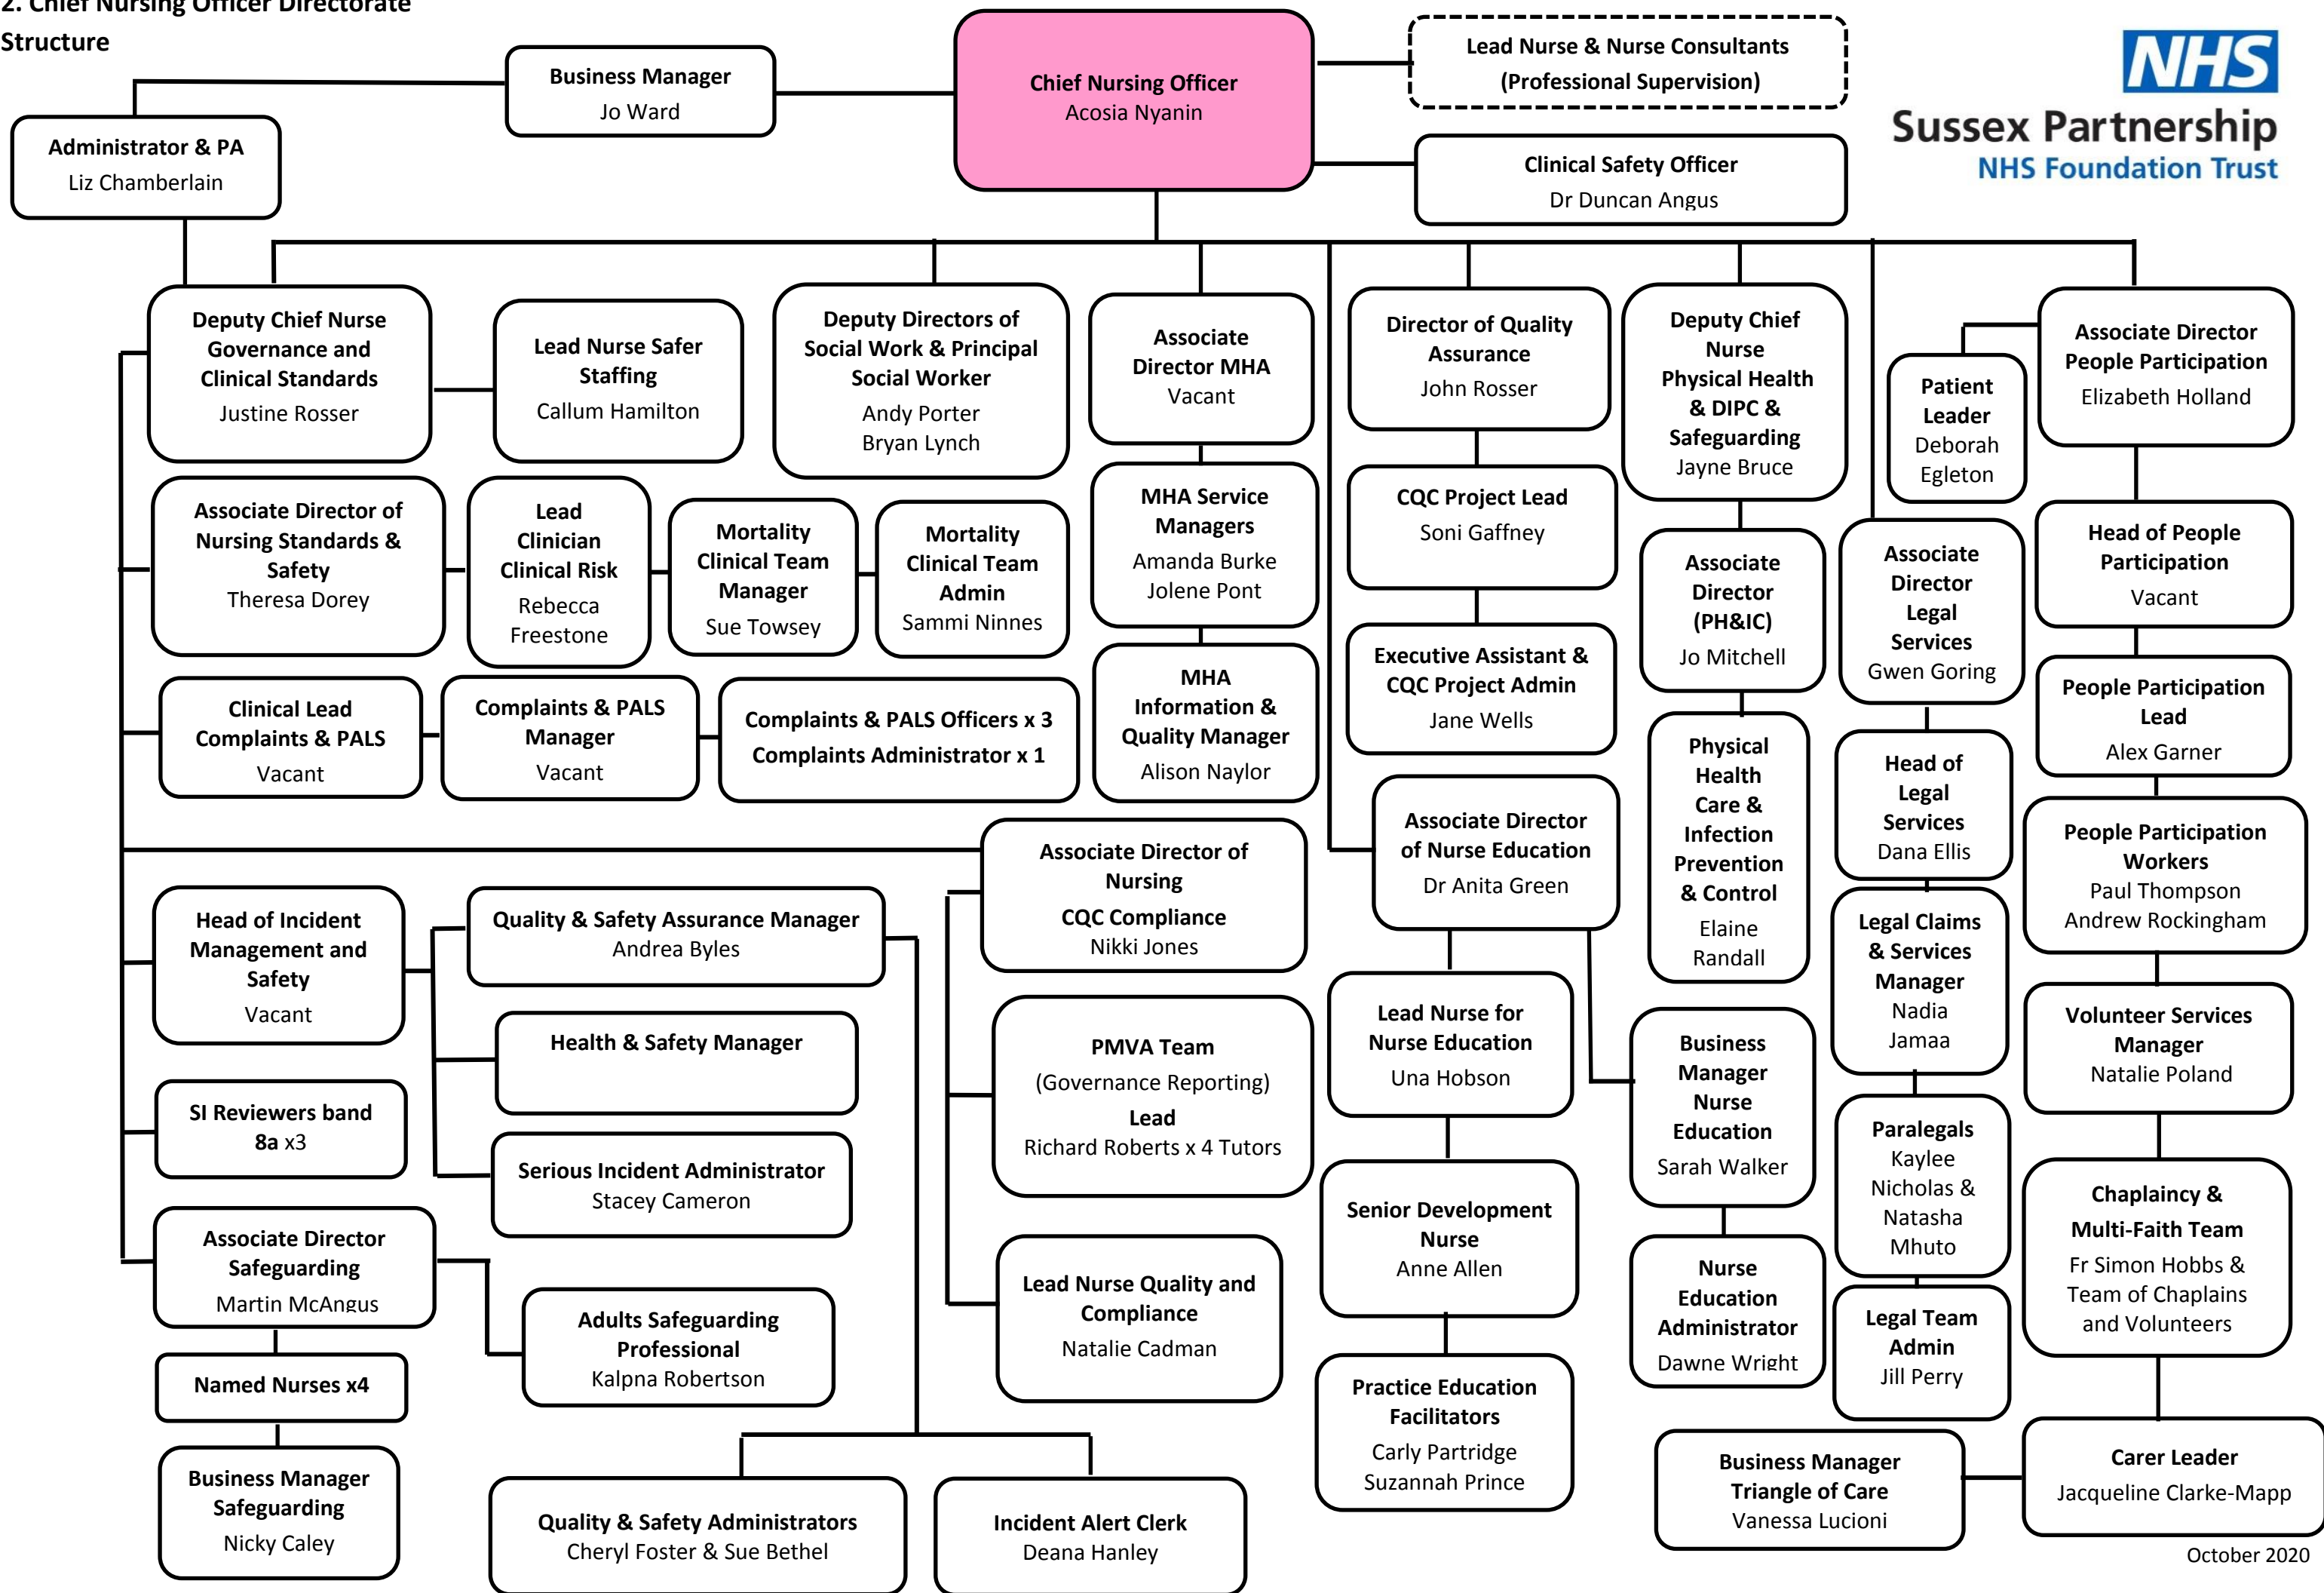 2. Chief Nursing Officer Directorate
Structure
NHS
Sussex Partnership
NHS Foundation Trust
Chief Nursing Officer
Acosia Nyanin
Business Manager
Jo Ward
Administrator & PA
Liz Chamberlain
Lead Nurse & Nurse Consultants
(Professional Supervision)
Clinical Safety Officer
Dr Duncan Angus
Deputy Chief Nurse
Governance and
Clinical Standards
Justine Rosser
Lead Nurse Safer
Staffing
Callum Hamilton
Deputy Directors of
Social Work & Principal
Social Worker
Andy Porter
Bryan Lynch
Associate
Director MHA
Vacant
Director of Quality
Assurance
John Rosser
Deputy Chief
Nurse
Physical Health
& DIPC &
Safeguarding
Jayne Bruce
Patient
Leader
Deborah
Egleton
Associate Director
People Participation
Elizabeth Holland
Associate Director of
Nursing Standards &
Safety
Theresa Dorey
Lead
Clinician
Clinical Risk
Rebecca
Freestone
Mortality
Clinical Team
Manager
Sue Towsey
Mortality
Clinical Team
Admin
Sammi Ninnes
MHA Service
Managers
Amanda Burke
Jolene Pont
CQC Project Lead
Soni Gaffney
Associate
Director
(PH&IC)
Jo Mitchell
Associate
Director
Legal
Services
Gwen Goring
Head of People
Participation
Vacant
Clinical Lead
Complaints & PALS
Vacant
Complaints & PALS
Manager
Vacant
Complaints & PALS Officers x 3
Complaints Administrator x 1
MHA
Information &
Quality Manager
Alison Naylor
Executive Assistant &
CQC Project Admin
Jane Wells
Physical
Health
Care &
Infection
Prevention
& Control
Elaine
Randall
Head of
Legal
Services
Dana Ellis
People Participation
Lead
Alex Garner
Associate Director of
Nursing
CQC Compliance
Nikki Jones
Associate Director
of Nurse Education
Dr Anita Green
People Participation
Workers
Paul Thompson
Andrew Rockingham
Head of Incident
Management and
Safety
Vacant
Quality & Safety Assurance Manager
Andrea Byles
Legal Claims
& Services
Manager
Nadia
Jamaa
Health & Safety Manager
PMVA Team
(Governance Reporting)
Lead
Richard Roberts x 4 Tutors
Lead Nurse for
Nurse Education
Una Hobson
Business
Manager
Nurse
Education
Sarah Walker
Volunteer Services
Manager
Natalie Poland
SI Reviewers band
8a x3
Serious Incident Administrator
Stacey Cameron
Senior Development
Nurse
Anne Allen
Paralegals
Kaylee
Nicholas &
Natasha
Mhuto
Chaplaincy &
Multi-Faith Team
Fr Simon Hobbs &
Team of Chaplains
and Volunteers
Associate Director
Safeguarding
Martin McAngus
Adults Safeguarding
Professional
Kalpna Robertson
Lead Nurse Quality and
Compliance
Natalie Cadman
Nurse
Education
Administrator
Dawne Wright
Legal Team
Admin
Jill Perry
Named Nurses x4
Practice Education
Facilitators
Carly Partridge
Suzannah Prince
Business Manager
Safeguarding
Nicky Caley
Quality & Safety Administrators
Cheryl Foster & Sue Bethel
Incident Alert Clerk
Deana Hanley
Business Manager
Triangle of Care
Vanessa Lucioni
Carer Leader
Jacqueline Clarke-Mapp
October 2020